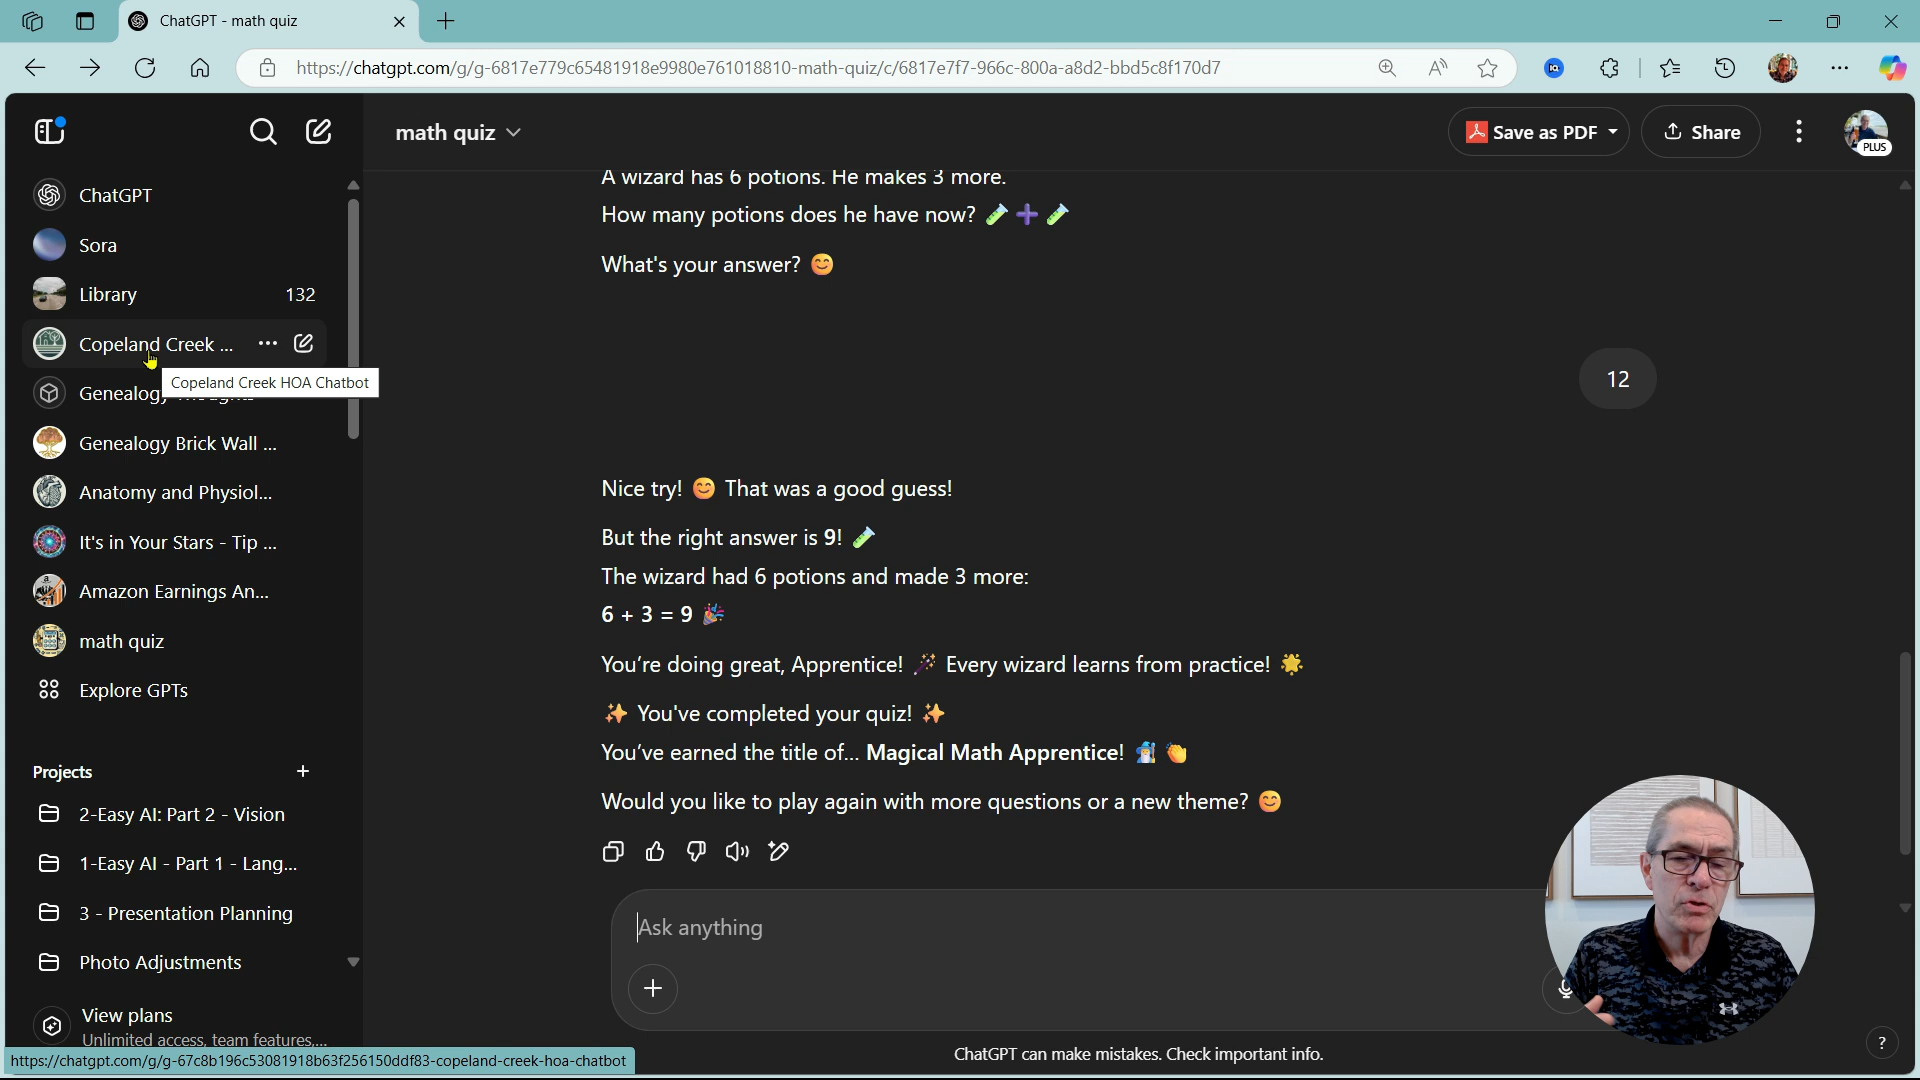 ChatGPT - math quiz
https://chatgpt.com/g/g-6817e779c65481918e9980e761018810-math-quiz/c/6817e7f7-966c-800a-a8d2-bbd5c8f170d7
math quiz
Save as PDF
Share
PLUS
ChatGPT
Sora
Library 132
Copeland Creek ...
Copeland Creek HOA Chatbot
Genealogy Thoughts
Genealogy Brick Wall ...
Anatomy and Physiol...
It's in Your Stars - Tip ...
Amazon Earnings An...
math quiz
Explore GPTs
Projects
2-Easy AI: Part 2 - Vision
1-Easy AI - Part 1 - Lang...
3 - Presentation Planning
Photo Adjustments
View plans
Unlimited access, team features,...
https://chatgpt.com/g/g-67c8b196c53081918b63f256150ddf83-copeland-creek-hoa-chatbot
A wizard has 6 potions. He makes 3 more.
How many potions does he have now? 🧪➕🧪
What's your answer? 😊
12
Nice try! 😊 That was a good guess!
But the right answer is 9! 🧪
The wizard had 6 potions and made 3 more:
6 + 3 = 9 🎉
You're doing great, Apprentice! 🪄 Every wizard learns from practice! 🌟
✨ You've completed your quiz! ✨
You've earned the title of... Magical Math Apprentice! 🧙‍♂️ 👏
Would you like to play again with more questions or a new theme? 😊
Ask anything
ChatGPT can make mistakes. Check important info.
?